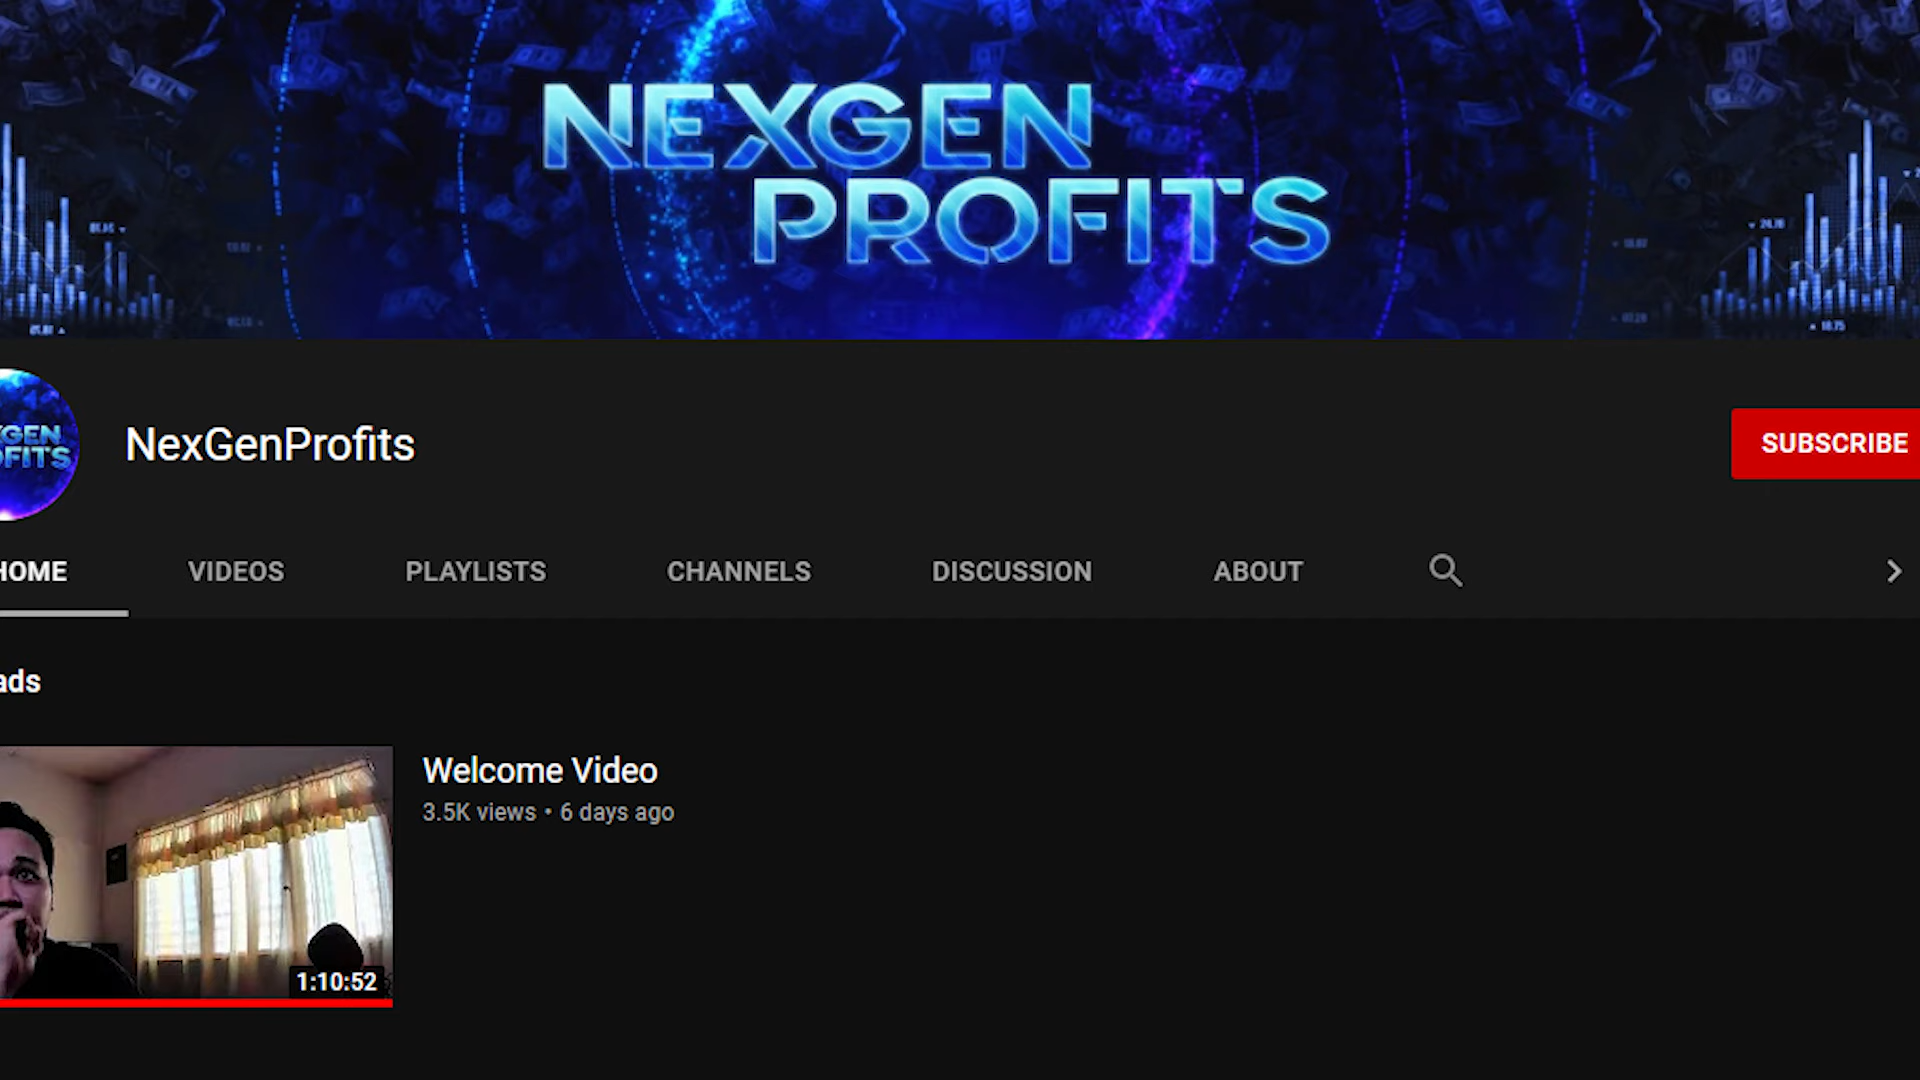 NEXGEN
PROFITS
NexGenProfits
SUBSCRIBE
HOME VIDEOS PLAYLISTS CHANNELS DISCUSSION ABOUT
ads
Welcome Video
3.5K views • 6 days ago
1:10:52